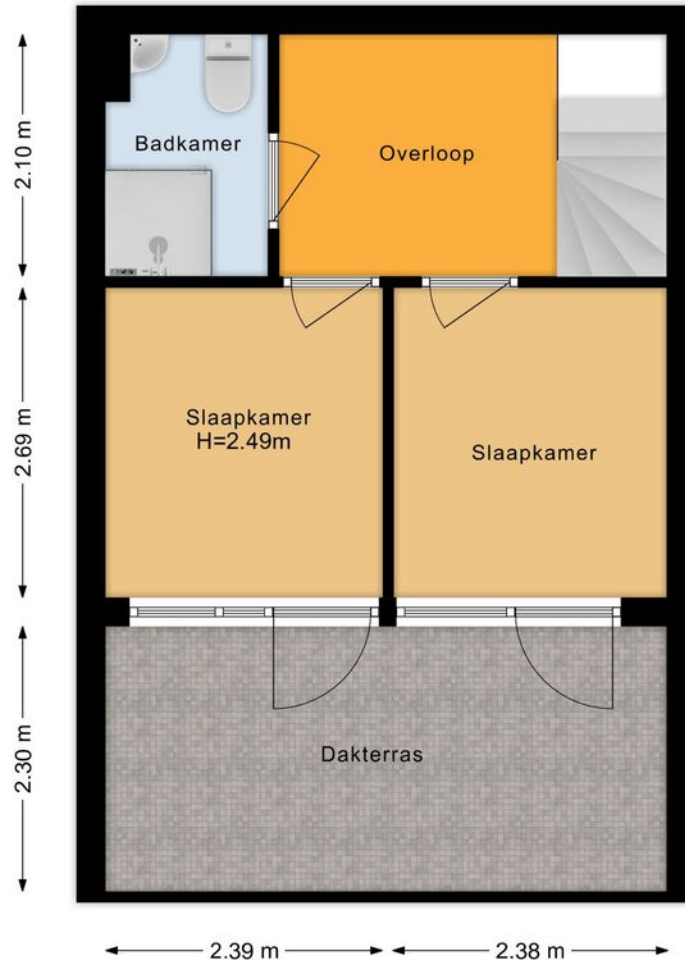 2.10 m
Badkamer
Overloop
2.69 m
Slaapkamer
H=2.49m
Slaapkamer
2.30 m
Dakterras
2.39 m
2.38 m